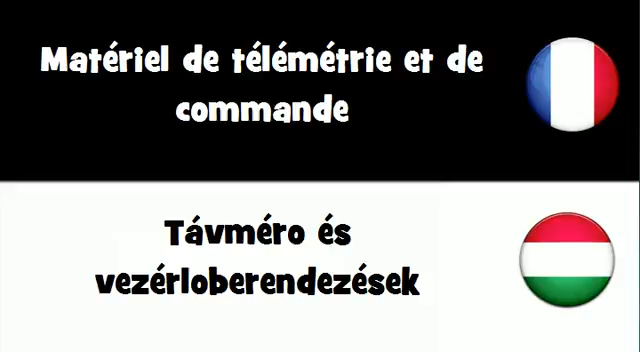 Matériel de télémétrie et de
commande
Távméro és
vezérloberendezések